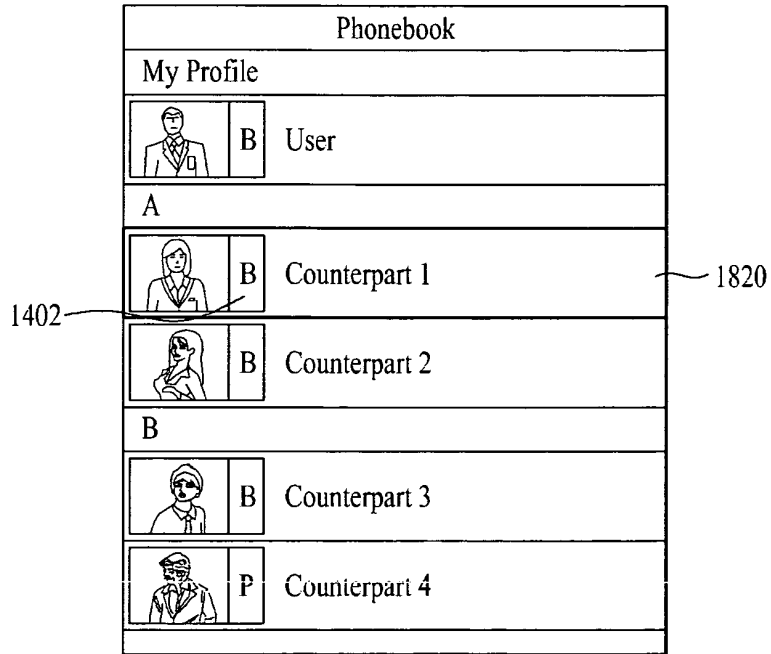 Phonebook
My Profile
B User
A
B Counterpart 1
1820
1402
B Counterpart 2
B
B Counterpart 3
P Counterpart 4